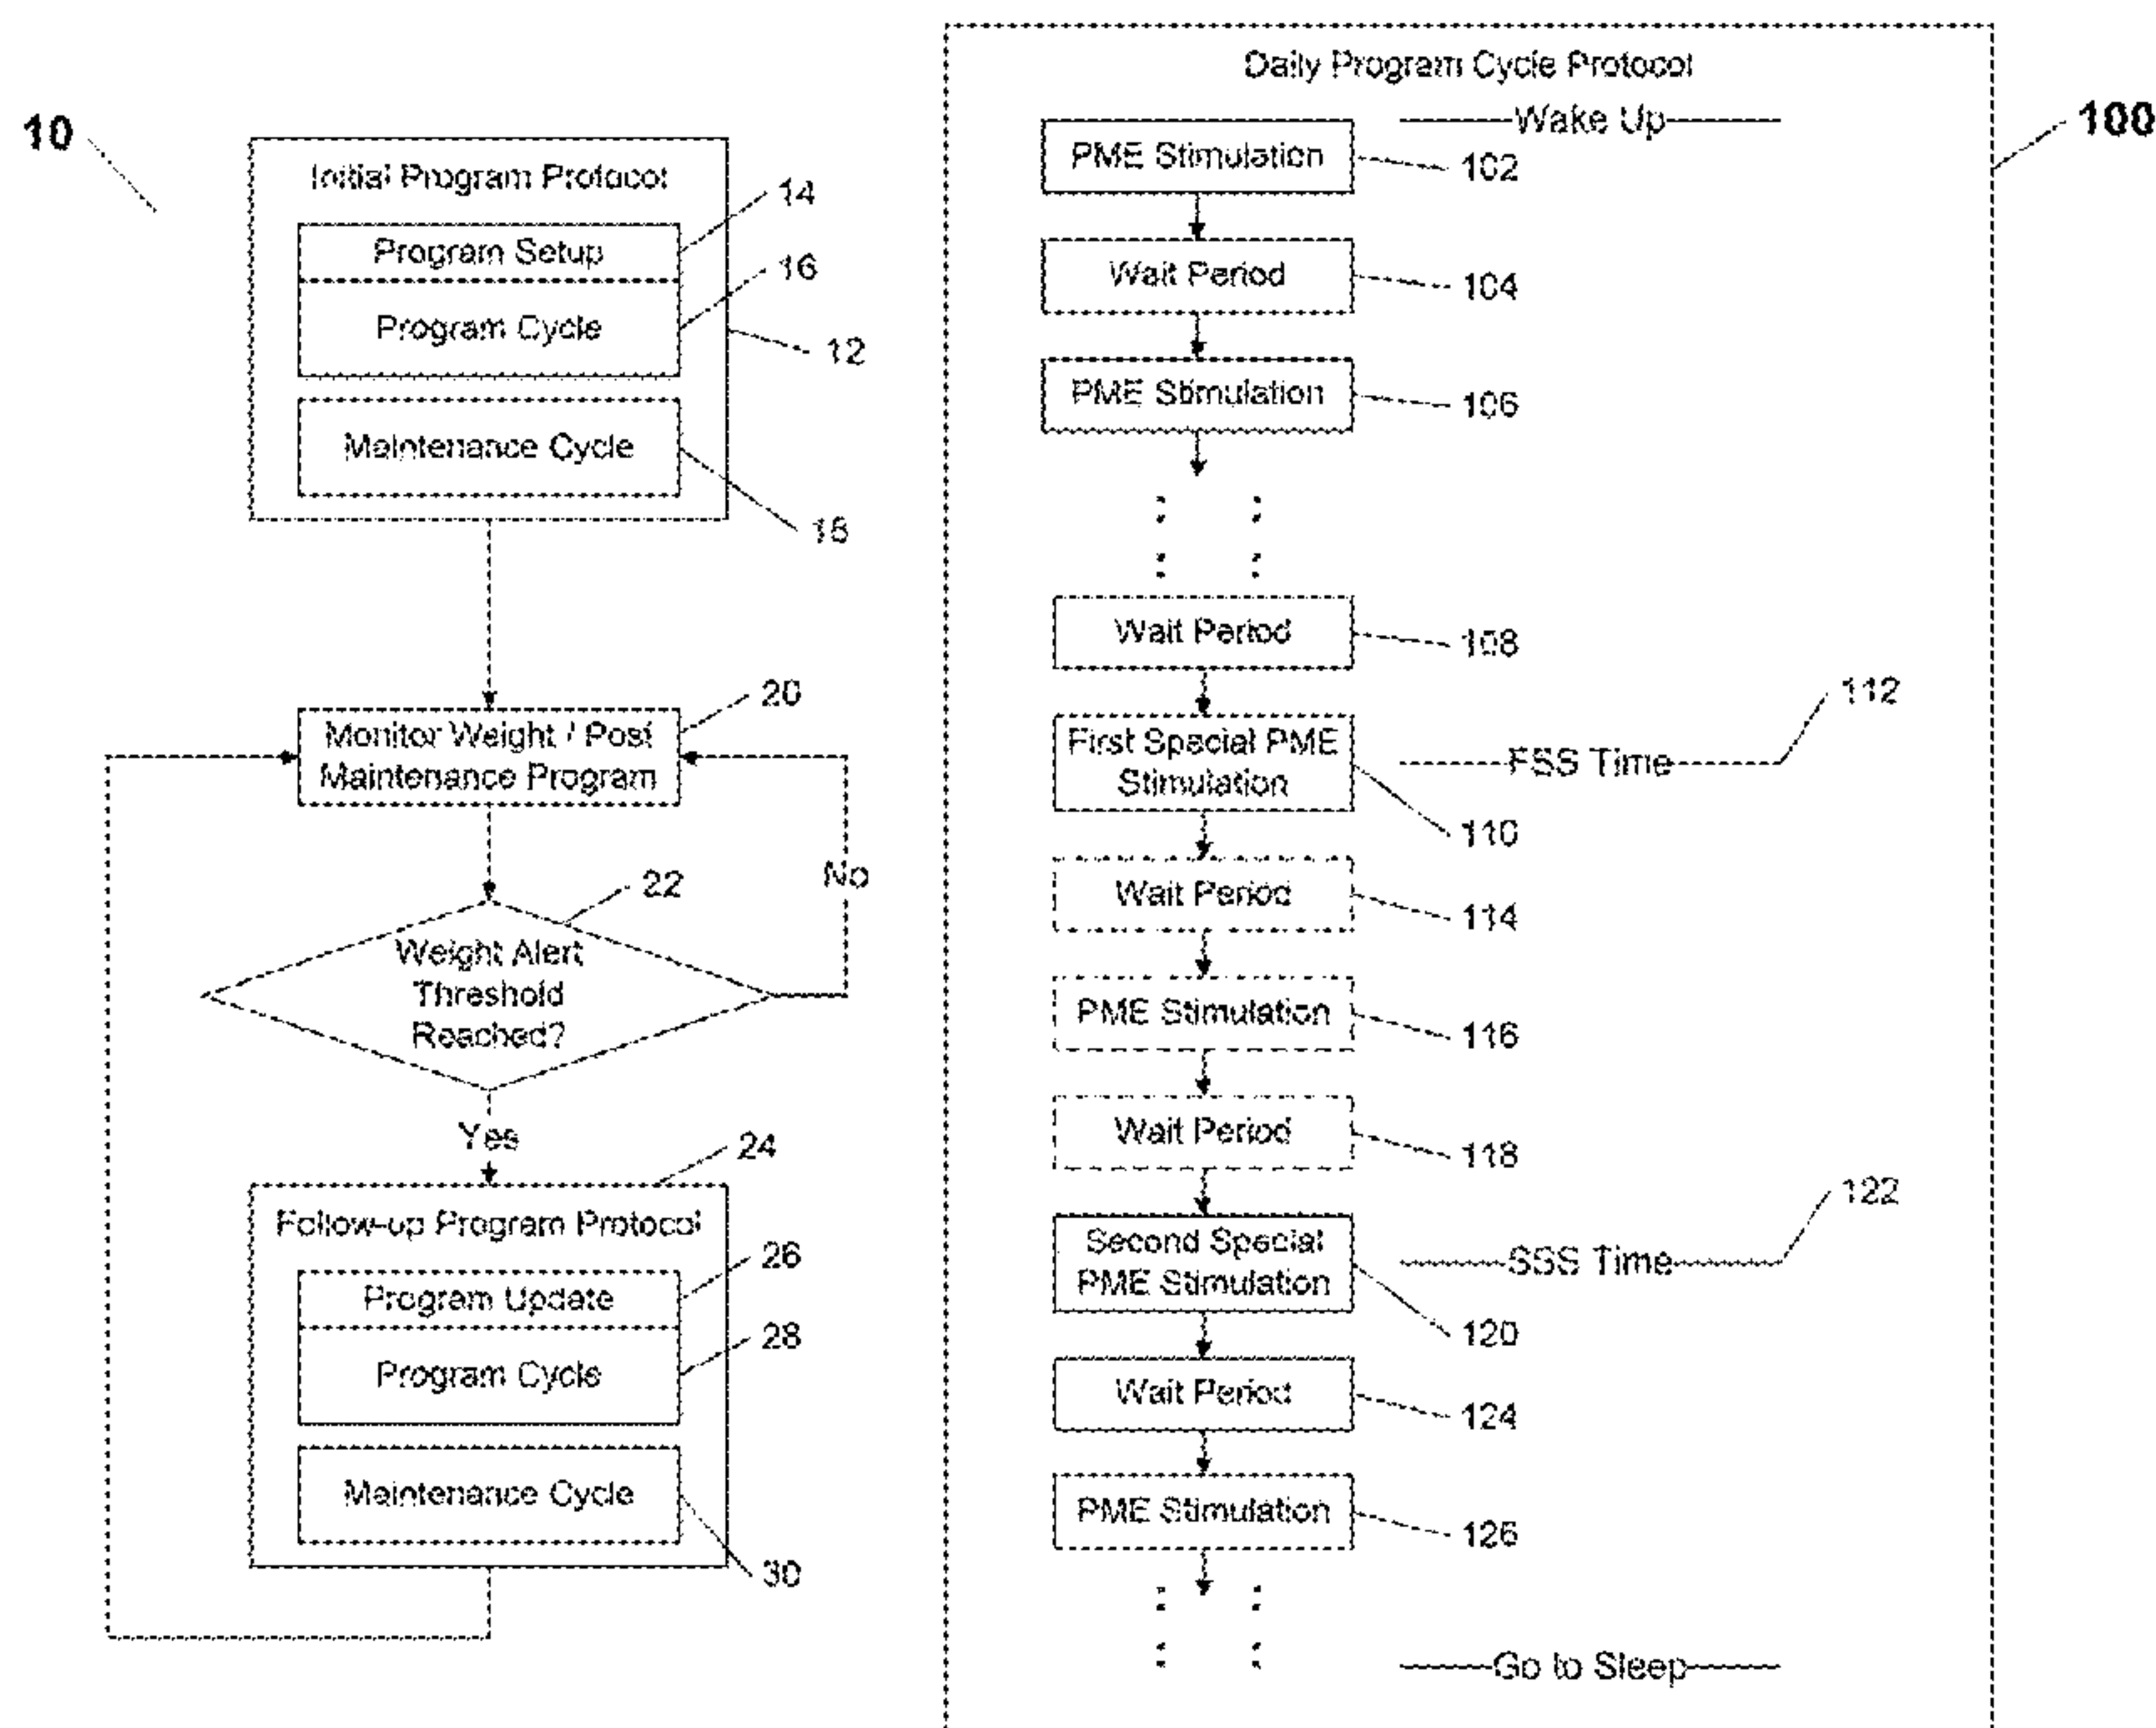 10
Initial Program Protocol
14
Program Setup
16
Program Cycle
12
Maintenance Cycle
18
20
Monitor Weight / Post
Maintenance Program
No
22
Weight Alert
Threshold
Reached?
Yes
24
Follow-up Program Protocol
26
Program Update
28
Program Cycle
Maintenance Cycle
30
Daily Program Cycle Protocol
100
Wake Up
PME Stimulation
102
Wait Period
104
PME Stimulation
106
Wait Period
108
112
First Special PME
Stimulation
FSS Time
110
Wait Period
114
PME Stimulation
116
Wait Period
118
122
Second Special
PME Stimulation
SSS Time
120
Wait Period
124
PME Stimulation
126
Go to Sleep